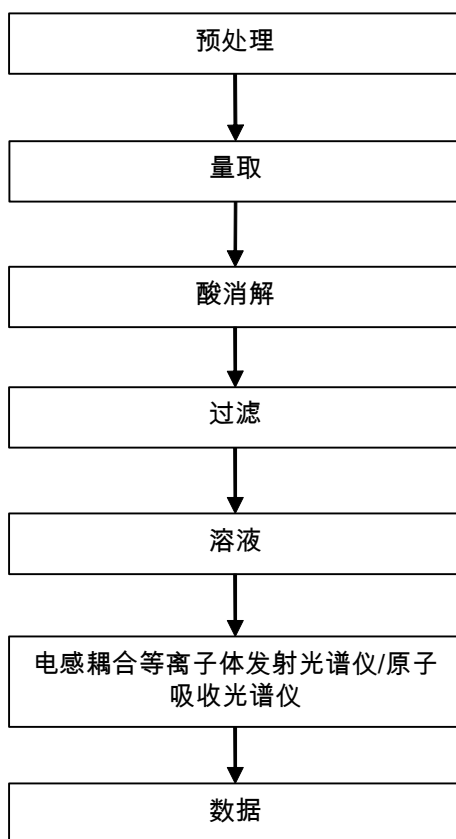 预处理
量取
酸消解
过滤
溶液
电感耦合等离子体发射光谱仪/原子
吸收光谱仪
数据